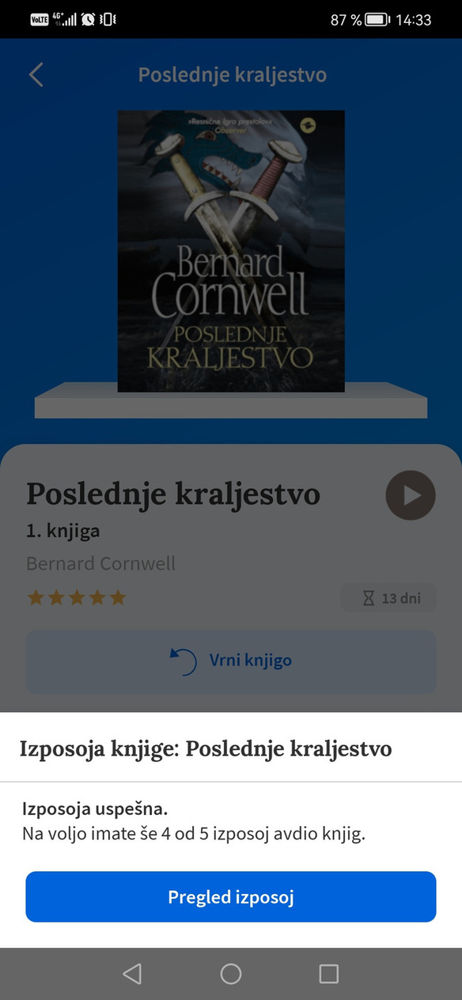 VoLTE 4G+ 87 % 14:33
Poslednje kraljestvo
»Resnična Igra prestolov«
Observer
Bernard
Cornwell
POSLEDNJE
KRALJESTVO
Poslednje kraljestvo
1. knjiga
Bernard Cornwell
13 dni
Vrni knjigo
Izposoja knjige: Poslednje kraljestvo
Izposoja uspešna.
Na voljo imate še 4 od 5 izposoj avdio knjig.
Pregled izposoj